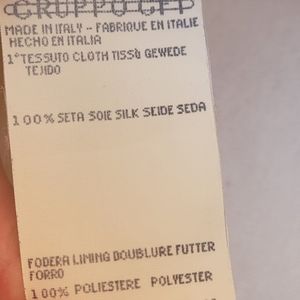 GRUPPO GFT
MADE IN ITALY - FABRIQUE EN ITALIE
HECHO EN ITALIA
1°TESSUTO CLOTH TISSÙ GEWEDE
TEJIDO
100% SETA SOIE SILK SEIDE SEDA
FODERA LINING DOUBLURE FUTTER
FORRO
100% POLIESTERE POLYESTER